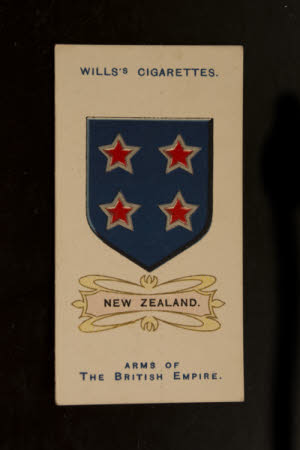 WILLS'S CIGARETTES.
NEW ZEALAND.
ARMS OF
THE BRITISH EMPIRE.